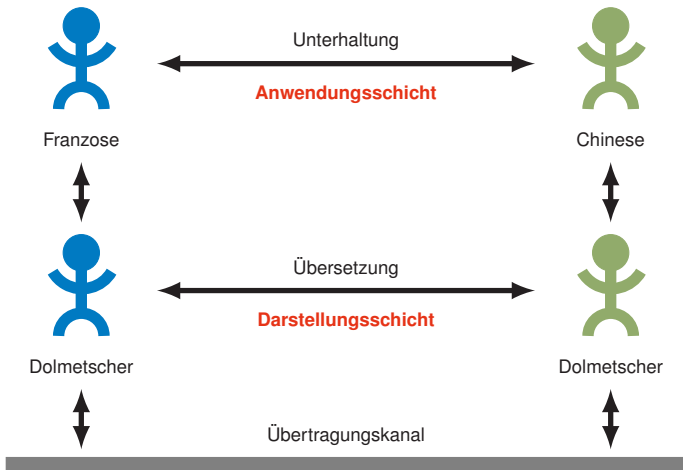 Unterhaltung
Anwendungsschicht
Franzose
Chinese
Übersetzung
Darstellungsschicht
Dolmetscher
Dolmetscher
Übertragungskanal